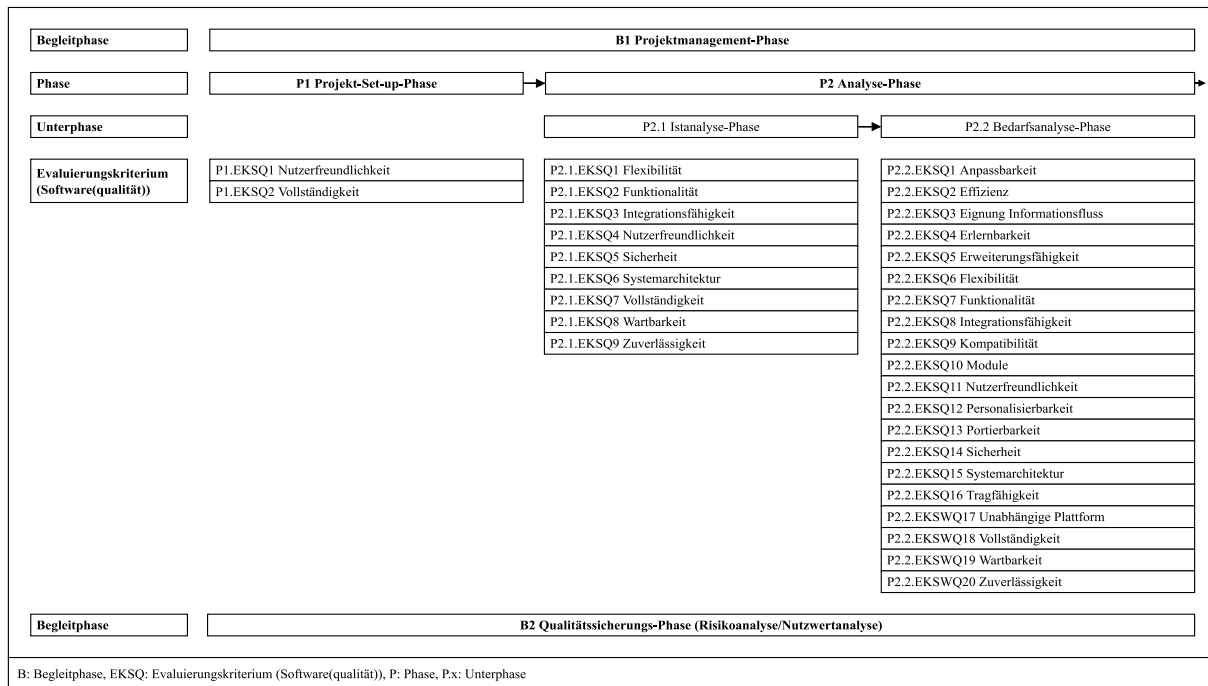 Begleitphase
B1 Projektmanagement-Phase
Phase
P1 Projekt-Set-up-Phase
P2 Analyse-Phase
Unterphase
P2.1 Istanalyse-Phase
P2.2 Bedarfsanalyse-Phase
Evaluierungskriterium
(Software(qualität))
P1.EKSQ1 Nutzerfreundlichkeit
P1.EKSQ2 Vollständigkeit
P2.1.EKSQ1 Flexibilität
P2.1.EKSQ2 Funktionalität
P2.1.EKSQ3 Integrationsfähigkeit
P2.1.EKSQ4 Nutzerfreundlichkeit
P2.1.EKSQ5 Sicherheit
P2.1.EKSQ6 Systemarchitektur
P2.1.EKSQ7 Vollständigkeit
P2.1.EKSQ8 Wartbarkeit
P2.1.EKSQ9 Zuverlässigkeit
P2.2.EKSQ1 Anpassbarkeit
P2.2.EKSQ2 Effizienz
P2.2.EKSQ3 Eignung Informationsfluss
P2.2.EKSQ4 Erlernbarkeit
P2.2.EKSQ5 Erweiterungsfähigkeit
P2.2.EKSQ6 Flexibilität
P2.2.EKSQ7 Funktionalität
P2.2.EKSQ8 Integrationsfähigkeit
P2.2.EKSQ9 Kompatibilität
P2.2.EKSQ10 Module
P2.2.EKSQ11 Nutzerfreundlichkeit
P2.2.EKSQ12 Personalisierbarkeit
P2.2.EKSQ13 Portierbarkeit
P2.2.EKSQ14 Sicherheit
P2.2.EKSQ15 Systemarchitektur
P2.2.EKSQ16 Tragfähigkeit
P2.2.EKSWQ17 Unabhängige Plattform
P2.2.EKSWQ18 Vollständigkeit
P2.2.EKSWQ19 Wartbarkeit
P2.2.EKSWQ20 Zuverlässigkeit
Begleitphase
B2 Qualitätssicherungs-Phase (Risikoanalyse/Nutzwertanalyse)
B: Begleitphase, EKSQ: Evaluierungskriterium (Software(qualität)), P: Phase, P.x: Unterphase